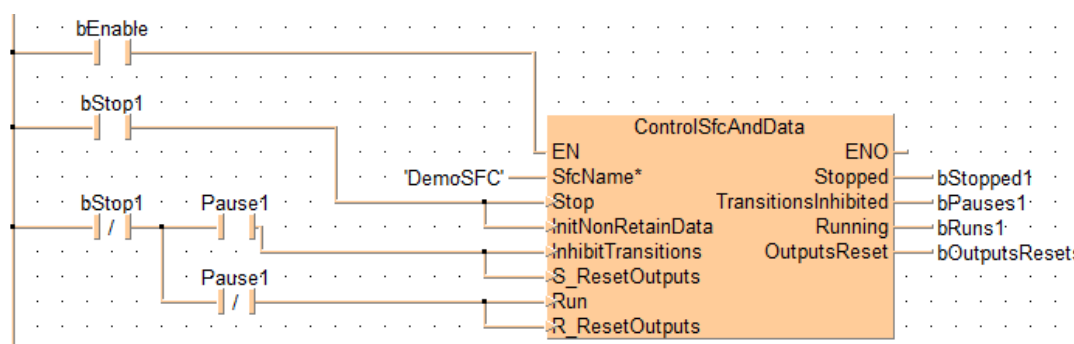 bEnable
bStop1
ControlSfcAndData
EN ENO
'DemoSFC' SfcName* Stopped bStopped1
bStop1 Pause1 Stop TransitionsInhibited bPauses1
/ InitNonRetainData Running bRuns1
InhibitTransitions OutputsReset bOutputsResets
Pause1 S_ResetOutputs
/ Run
R_ResetOutputs